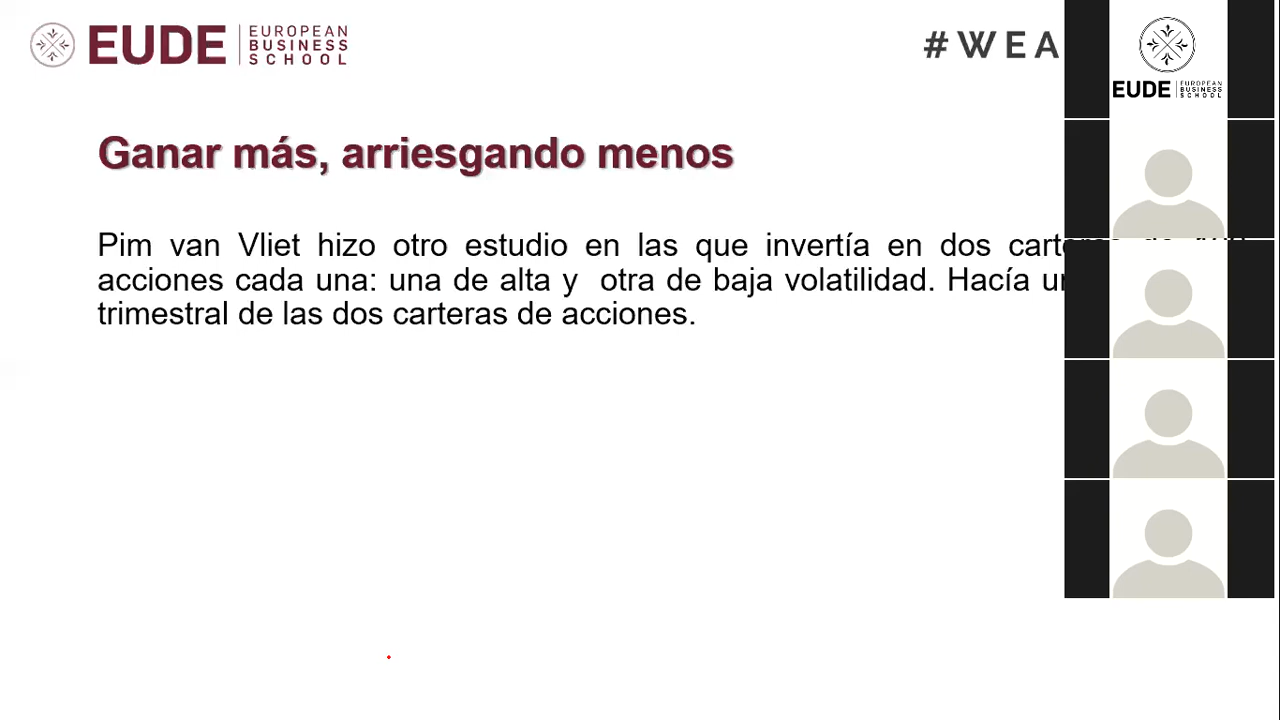 EUDE EUROPEAN BUSINESS SCHOOL
#WEA
EUDE EUROPEAN BUSINESS SCHOOL
Ganar más, arriesgando menos
Pim van Vliet hizo otro estudio en las que invertía en dos
acciones cada una: una de alta y otra de baja volatilidad. Hacía
trimestral de las dos carteras de acciones.